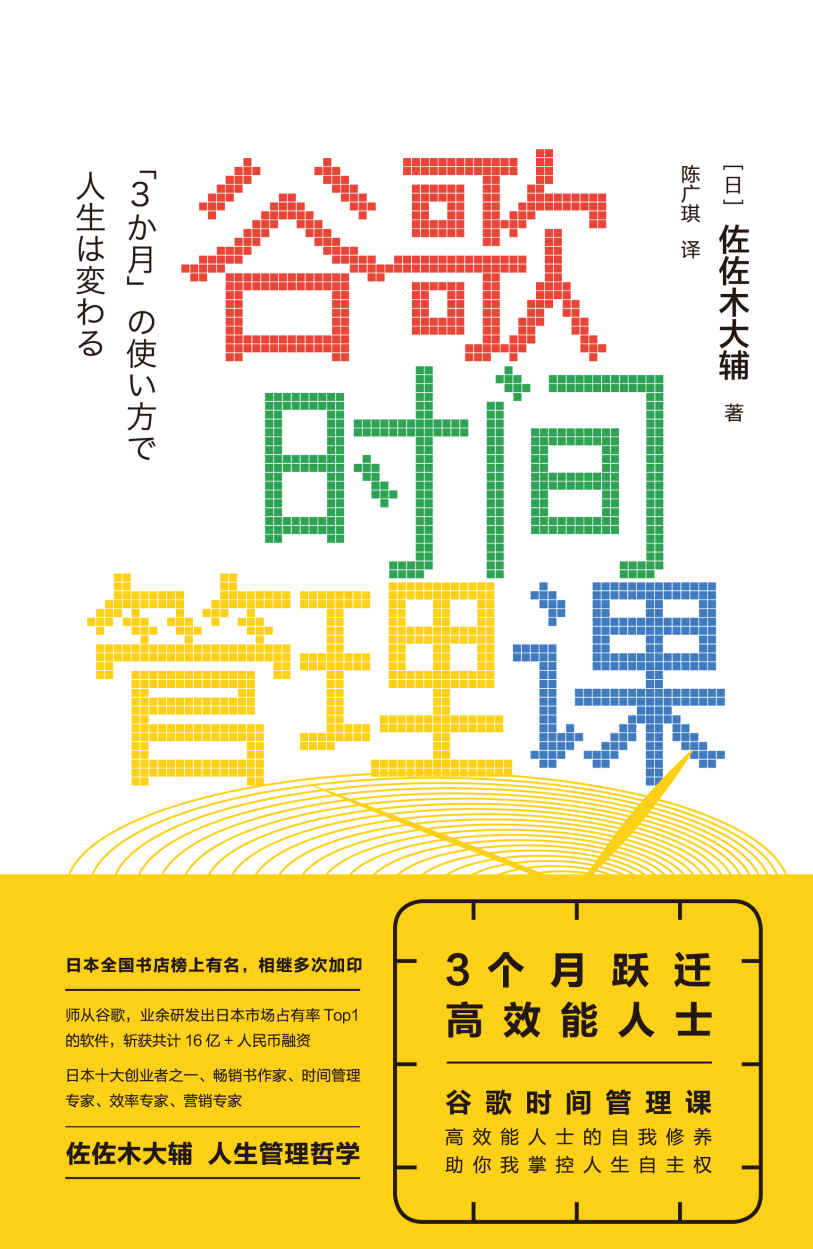 谷歌
时间
管理课
「3か月」の使い方で
人生は変わる
[日] 佐佐木大辅 著
陈广琪 译
日本全国书店榜上有名，相继多次加印
师从谷歌，业余研发出日本市场占有率 Top1
的软件，斩获共计 16 亿 + 人民币融资
日本十大创业者之一、畅销书作家、时间管理
专家、效率专家、营销专家
佐佐木大辅 人生管理哲学
3个月跃迁
高效能人士
谷歌时间管理课
高效能人士的自我修养
助你我掌控人生自主权